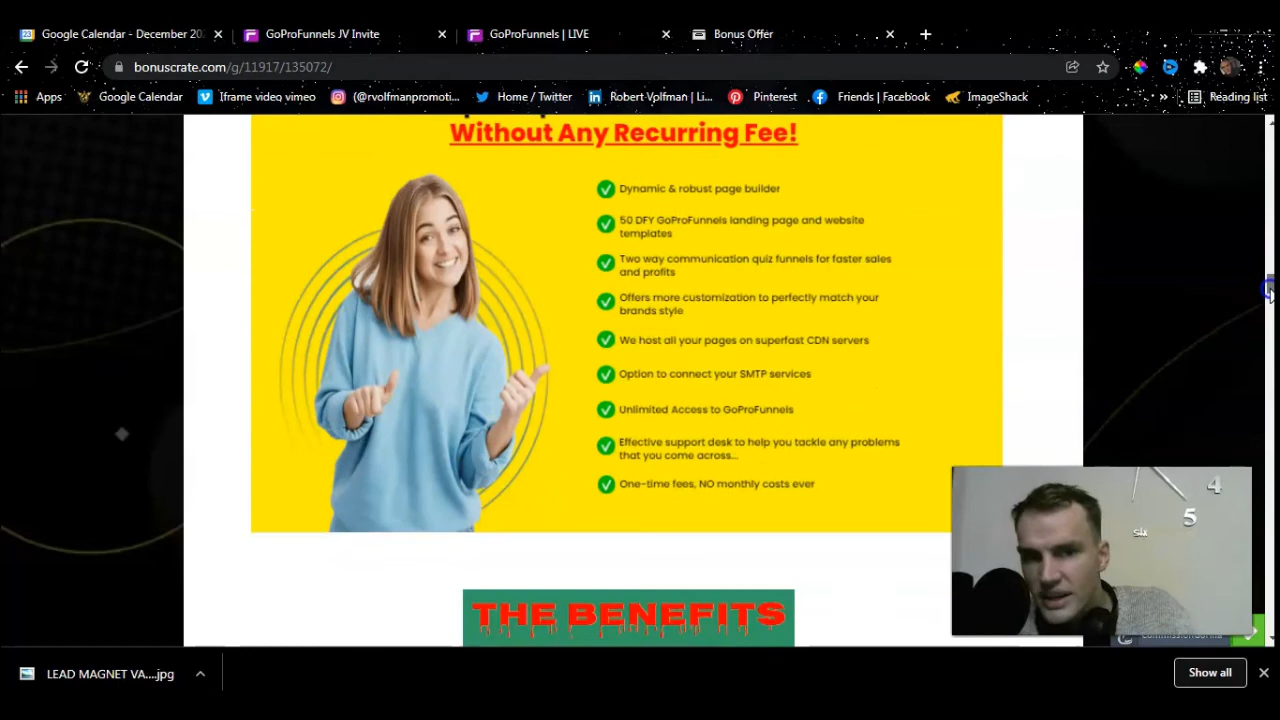 Google Calendar - December 20
GoProFunnels JV Invite
GoProFunnels | LIVE
Bonus Offer
bonuscrate.com/g/11917/135072/
Apps
Google Calendar
Iframe video vimeo
(@rvolfmanpromoti...
Home / Twitter
Robert Volfman | Li...
Pinterest
Friends | Facebook
ImageShack
Reading list
Without Any Recurring Fee!
Dynamic & robust page builder
50 DFY GoProFunnels landing page and website
templates
Two way communication quiz funnels for faster sales
and profits
Offers more customization to perfectly match your
brands style
We host all your pages on superfast CDN servers
Option to connect your SMTP services
Unlimited Access to GoProFunnels
Effective support desk to help you tackle any problems
that you come across...
One-time fees, NO monthly costs ever
4
5
six
THE BENEFITS
LEAD MAGNET VA....jpg
Show all